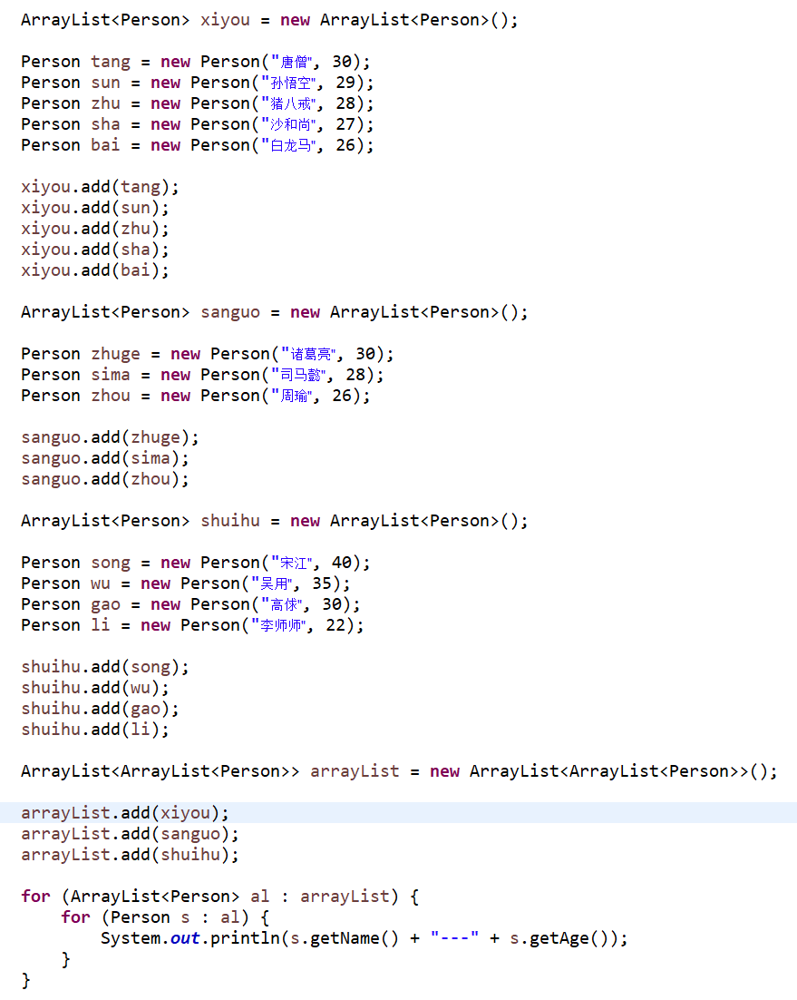 ArrayList<Person> xiyou = new ArrayList<Person>();
Person tang = new Person("唐僧", 30);
Person sun = new Person("孙悟空", 29);
Person zhu = new Person("猪八戒", 28);
Person sha = new Person("沙和尚", 27);
Person bai = new Person("白龙马", 26);
xiyou.add(tang);
xiyou.add(sun);
xiyou.add(zhu);
xiyou.add(sha);
xiyou.add(bai);
ArrayList<Person> sanguo = new ArrayList<Person>();
Person zhuge = new Person("诸葛亮", 30);
Person sima = new Person("司马懿", 28);
Person zhou = new Person("周瑜", 26);
sanguo.add(zhuge);
sanguo.add(sima);
sanguo.add(zhou);
ArrayList<Person> shuihu = new ArrayList<Person>();
Person song = new Person("宋江", 40);
Person wu = new Person("吴用", 35);
Person gao = new Person("高俅", 30);
Person li = new Person("李师师", 22);
shuihu.add(song);
shuihu.add(wu);
shuihu.add(gao);
shuihu.add(li);
ArrayList<ArrayList<Person>> arrayList = new ArrayList<ArrayList<Person>>();
arrayList.add(xiyou);
arrayList.add(sanguo);
arrayList.add(shuihu);
for (ArrayList<Person> al : arrayList) {
    for (Person s : al) {
        System.out.println(s.getName() + "---" + s.getAge());
    }
}